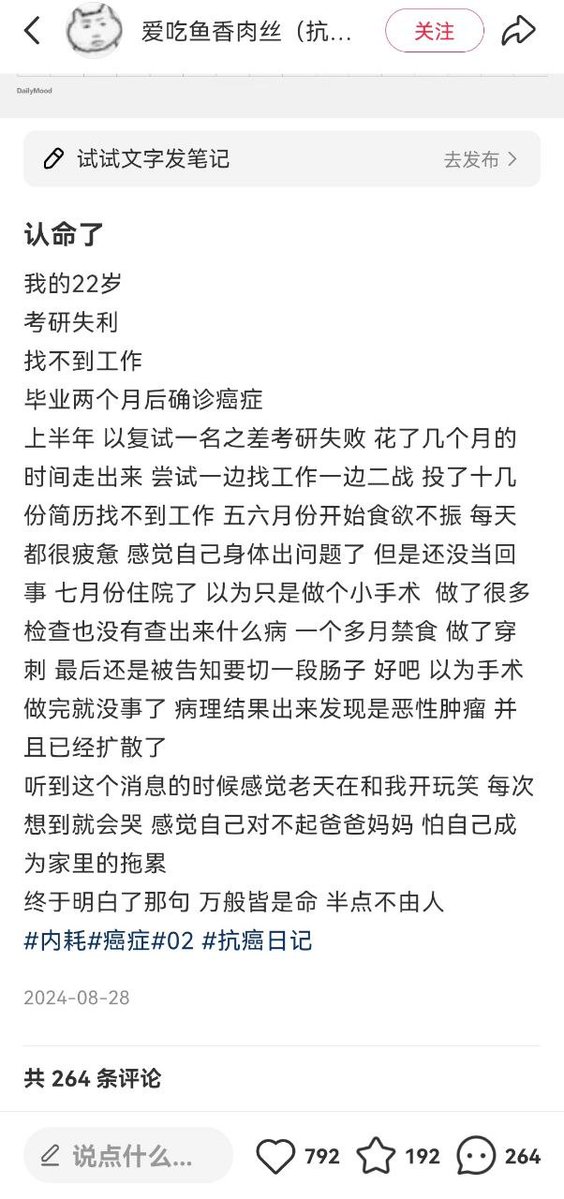 爱吃鱼香肉丝（抗...
关注
DailyMood
试试文字发笔记
去发布
认命了
我的22岁
考研失利
找不到工作
毕业两个月后确诊癌症
上半年 以复试一名之差考研失败 花了几个月的
时间走出来 尝试一边找工作一边二战 投了十几
份简历找不到工作 五六月份开始食欲不振 每天
都很疲惫 感觉自己身体出问题了 但是还没当回
事 七月份住院了 以为只是做个小手术  做了很多
检查也没有查出来什么病 一个多月禁食 做了穿
刺 最后还是被告知要切一段肠子 好吧 以为手术
做完就没事了 病理结果出来发现是恶性肿瘤 并
且已经扩散了
听到这个消息的时候感觉老天在和我开玩笑 每次
想到就会哭 感觉自己对不起爸爸妈妈 怕自己成
为家里的拖累
终于明白了那句 万般皆是命 半点不由人
#内耗#癌症#02 #抗癌日记
2024-08-28
共 264 条评论
说点什么...
792
192
264